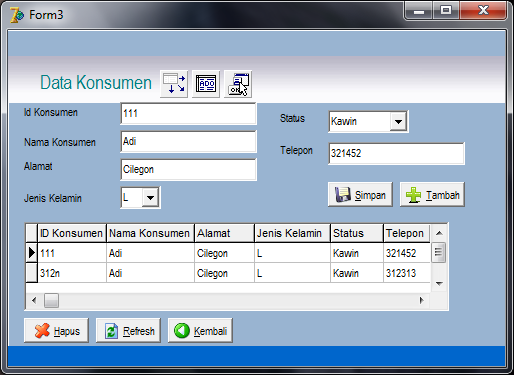 Form3
Data Konsumen
ADO
OK
Id Konsumen 111
Nama Konsumen Adi
Alamat Cilegon
Jenis Kelamin L
Status Kawin
Telepon 321452
Simpan Tambah
ID Konsumen Nama Konsumen Alamat Jenis Kelamin Status Telepon
111 Adi Cilegon L Kawin 321452
312n Adi Cilegon L Kawin 312313
Hapus Refresh Kembali